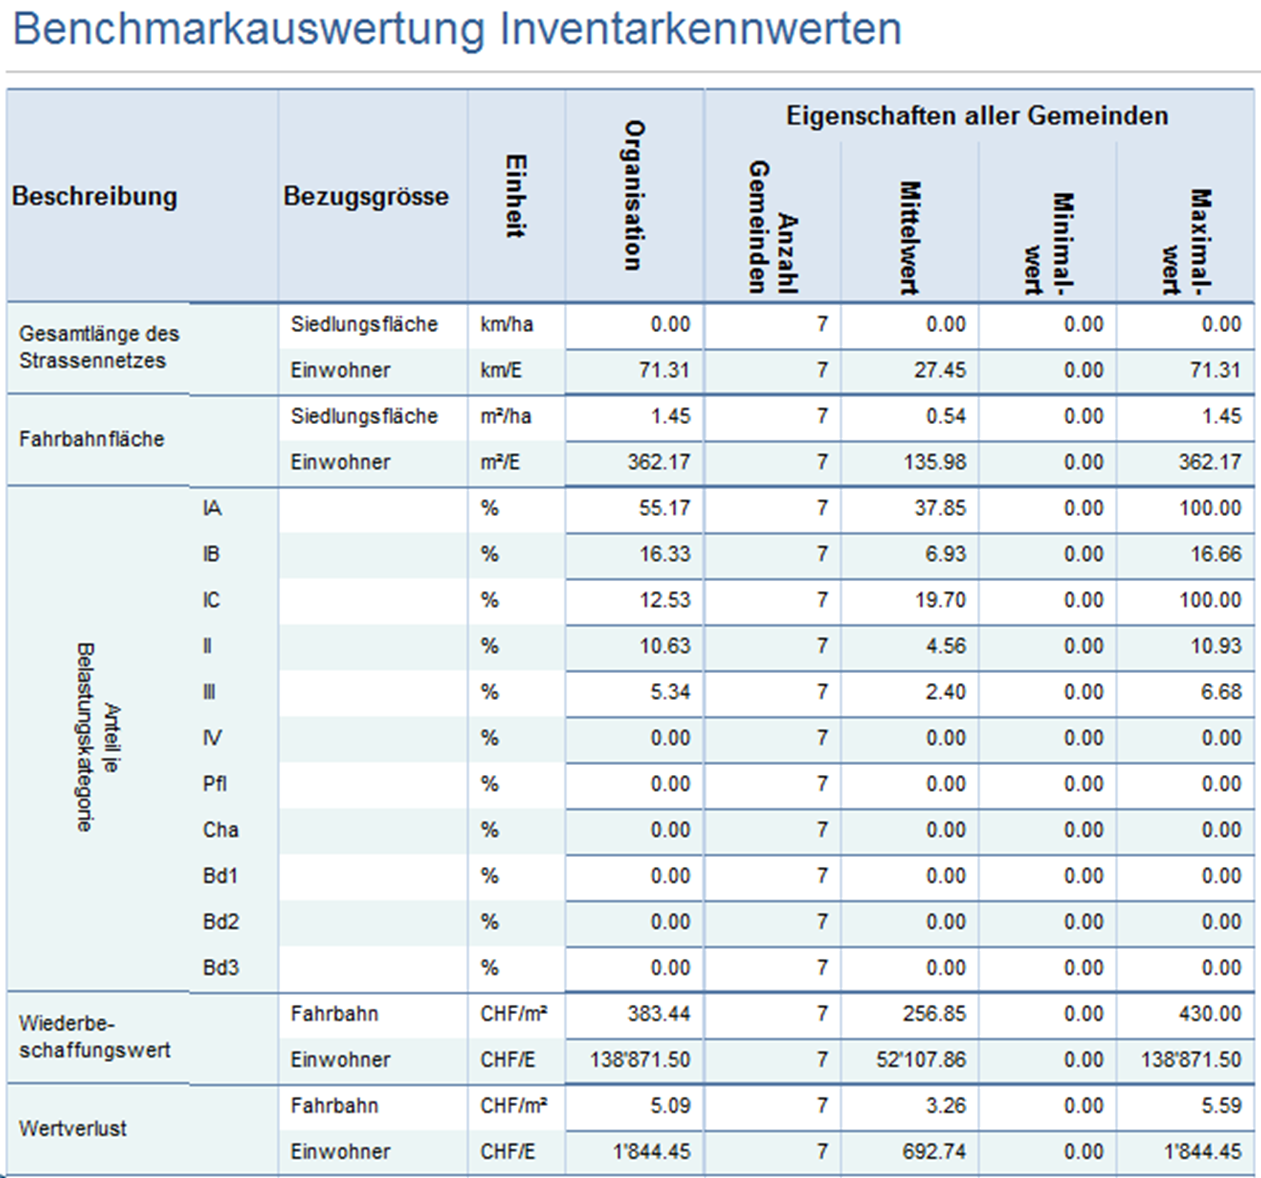 Benchmarkauswertung Inventarkennwerten
Beschreibung Bezugsgrösse Einheit Organisation Eigenschaften aller Gemeinden
Anzahl Gemeinden Mittelwert Minimal-wert Maximal-wert
Gesamtlänge des
Strassennetzes
Siedlungsfläche km/ha 0.00 7 0.00 0.00 0.00
Einwohner km/E 71.31 7 27.45 0.00 71.31
Fahrbahnfläche
Siedlungsfläche m²/ha 1.45 7 0.54 0.00 1.45
Einwohner m²/E 362.17 7 135.98 0.00 362.17
Anteil je
Belastungskategorie
IA % 55.17 7 37.85 0.00 100.00
IB % 16.33 7 6.93 0.00 16.66
IC % 12.53 7 19.70 0.00 100.00
II % 10.63 7 4.56 0.00 10.93
III % 5.34 7 2.40 0.00 6.68
IV % 0.00 7 0.00 0.00 0.00
Pfl % 0.00 7 0.00 0.00 0.00
Cha % 0.00 7 0.00 0.00 0.00
Bd1 % 0.00 7 0.00 0.00 0.00
Bd2 % 0.00 7 0.00 0.00 0.00
Bd3 % 0.00 7 0.00 0.00 0.00
Wiederbe-
schaffungswert
Fahrbahn CHF/m² 383.44 7 256.85 0.00 430.00
Einwohner CHF/E 138'871.50 7 52'107.86 0.00 138'871.50
Wertverlust
Fahrbahn CHF/m² 5.09 7 3.26 0.00 5.59
Einwohner CHF/E 1'844.45 7 692.74 0.00 1'844.45